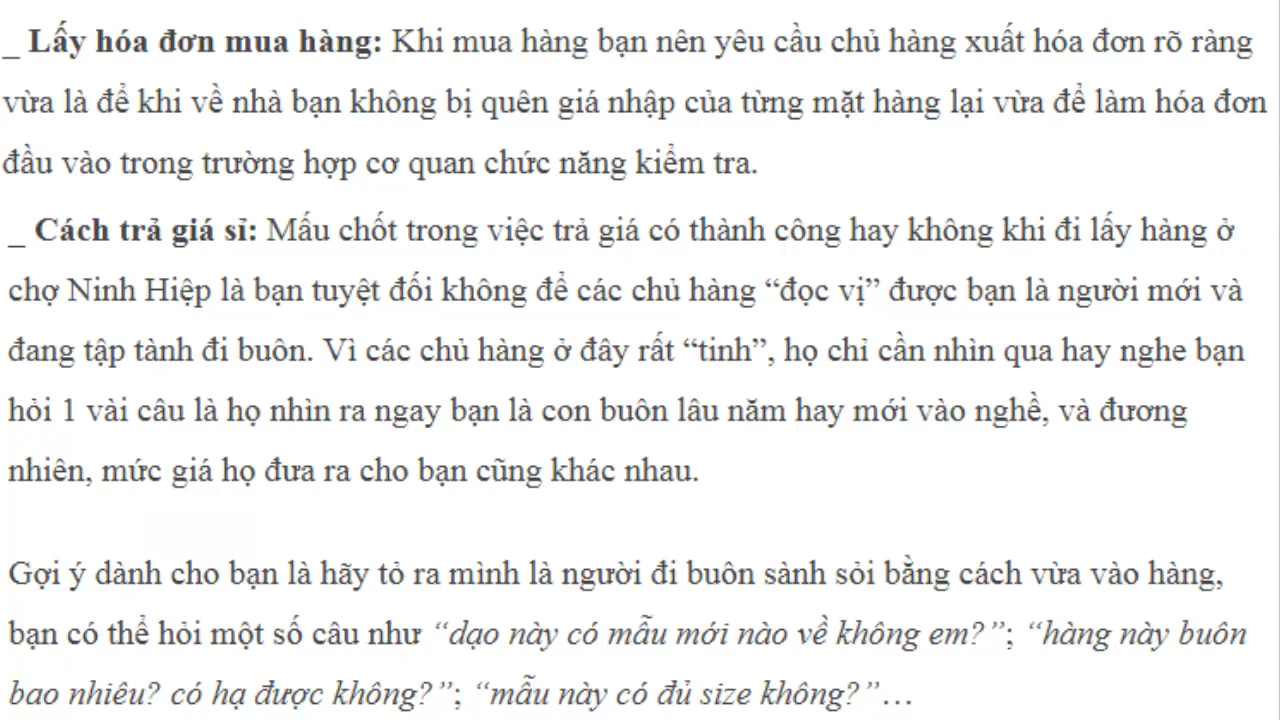 _ Lấy hóa đơn mua hàng: Khi mua hàng bạn nên yêu cầu chủ hàng xuất hóa đơn rõ ràng
vừa là để khi về nhà bạn không bị quên giá nhập của từng mặt hàng lại vừa để làm hóa đơn
đầu vào trong trường hợp cơ quan chức năng kiểm tra.
_ Cách trả giá sỉ: Mấu chốt trong việc trả giá có thành công hay không khi đi lấy hàng ở
chợ Ninh Hiệp là bạn tuyệt đối không để các chủ hàng “đọc vị” được bạn là người mới và
đang tập tành đi buôn. Vì các chủ hàng ở đây rất “tinh”, họ chỉ cần nhìn qua hay nghe bạn
hỏi 1 vài câu là họ nhìn ra ngay bạn là con buôn lâu năm hay mới vào nghề, và đương
nhiên, mức giá họ đưa ra cho bạn cũng khác nhau.
Gợi ý dành cho bạn là hãy tỏ ra mình là người đi buôn sành sỏi bằng cách vừa vào hàng,
bạn có thể hỏi một số câu như “dạo này có mẫu mới nào về không em?”; “hàng này buôn
bao nhiêu? có hạ được không?”; “mẫu này có đủ size không?”…